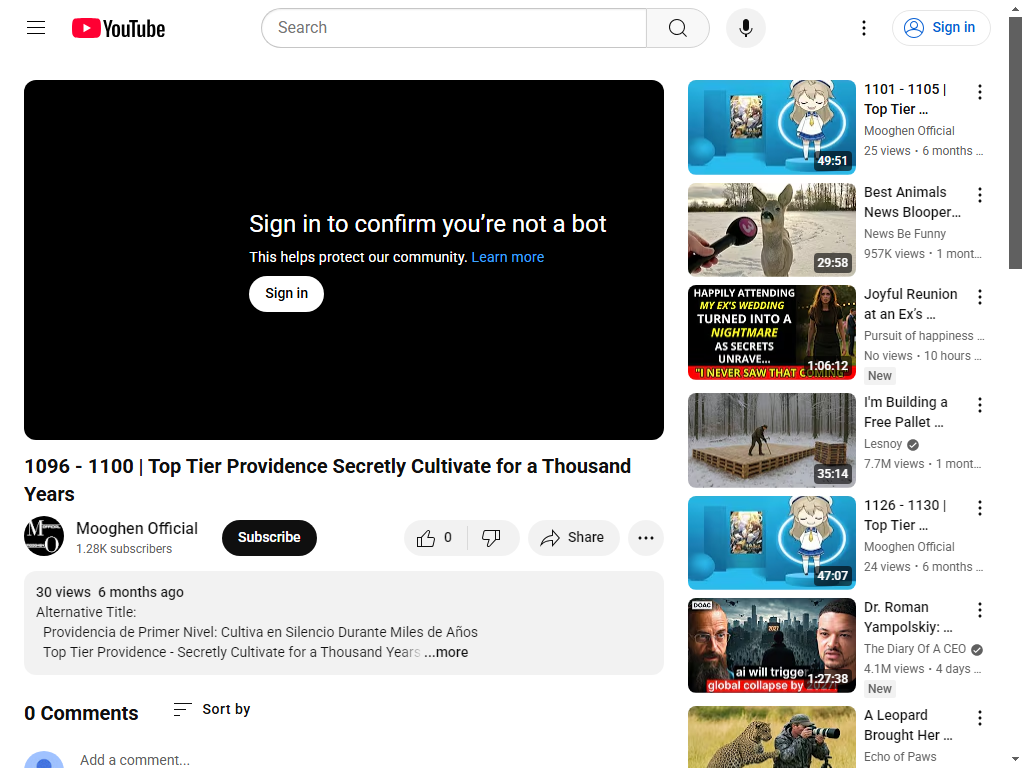 YouTube
Search
Sign in
Sign in to confirm you’re not a bot
This helps protect our community. Learn more
Sign in
1096 - 1100 | Top Tier Providence Secretly Cultivate for a Thousand
Years
Mooghen Official
1.28K subscribers
Subscribe
0
Share
30 views  6 months ago
Alternative Title:
Providencia de Primer Nivel: Cultiva en Silencio Durante Miles de Años
Top Tier Providence - Secretly Cultivate for a Thousand Years ...more
0 Comments
Sort by
Add a comment...
49:51
1101 - 1105 |
Top Tier ...
Mooghen Official
25 views • 6 months ...
29:58
Best Animals
News Blooper...
News Be Funny
957K views • 1 mont...
HAPPILY ATTENDING
MY EX'S WEDDING
TURNED INTO A
NIGHTMARE
AS SECRETS
UNRAVE...
"I NEVER SAW THAT COMING"
1:06:12
Joyful Reunion
at an Ex's ...
Pursuit of happiness ...
No views • 10 hours ...
New
35:14
I'm Building a
Free Pallet ...
Lesnoy
7.7M views • 1 mont...
47:07
1126 - 1130 |
Top Tier ...
Mooghen Official
24 views • 6 months ...
DOAC
2027
ai will trigger
global collapse by 2027!
1:27:38
Dr. Roman
Yampolskiy: ...
The Diary Of A CEO
4.1M views • 4 days ...
New
A Leopard
Brought Her ...
Echo of Paws